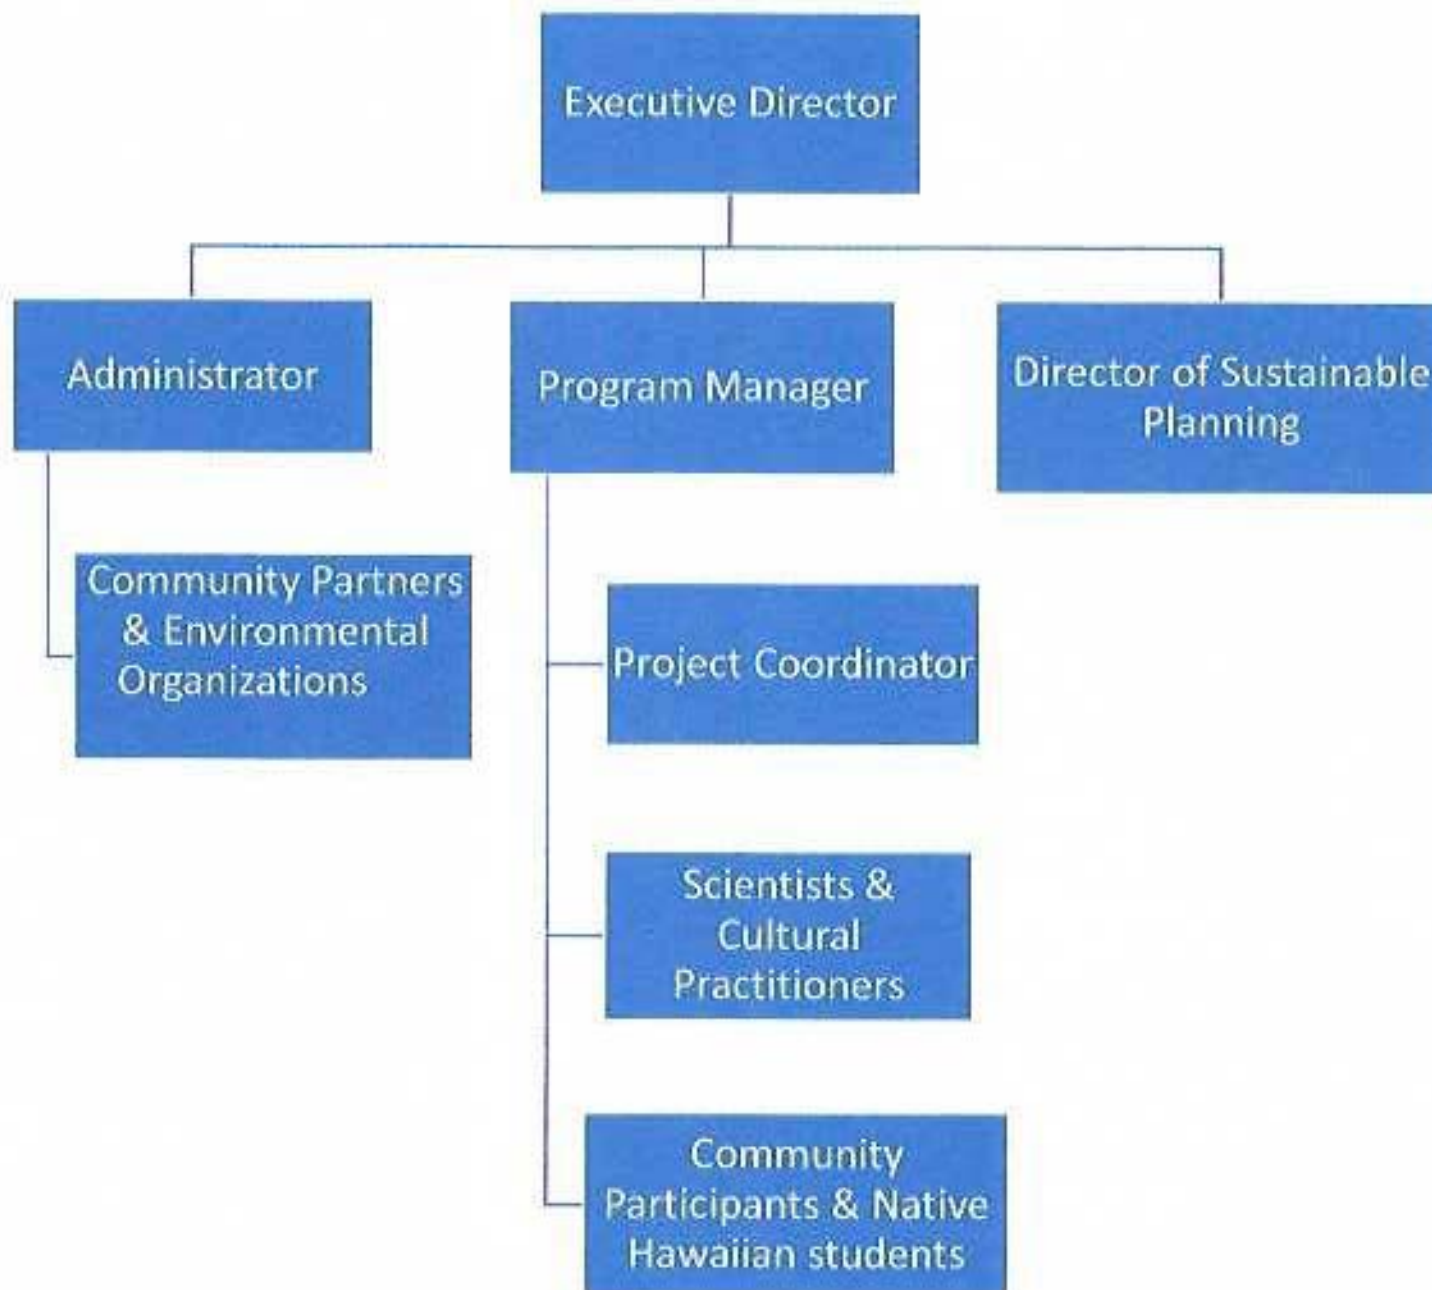 Executive Director
Administrator
Program Manager
Director of Sustainable
Planning
Community Partners
& Environmental
Organizations
Project Coordinator
Scientists &
Cultural
Practitioners
Community
Participants & Native
Hawaiian students